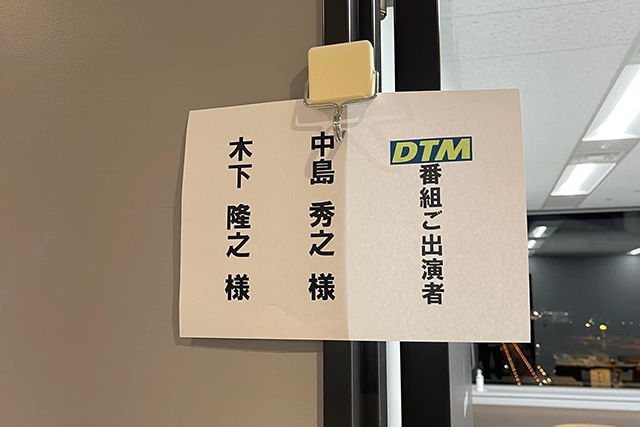 DTM
番組ご出演者
中島 秀之 様
木下 隆之 様